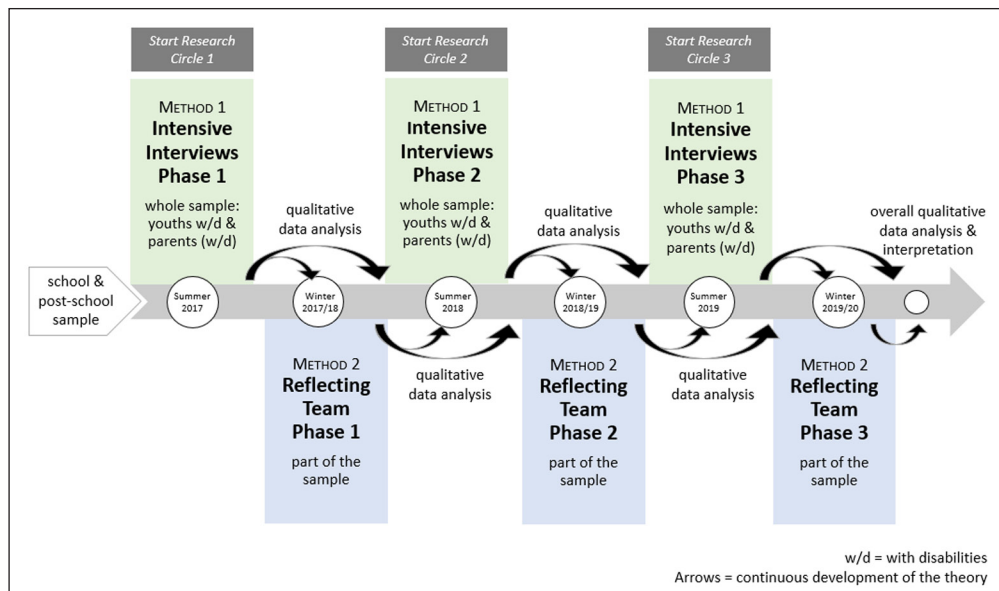 Start Research
Circle 1
Start Research
Circle 2
Start Research
Circle 3
METHOD 1
Intensive
Interviews
Phase 1
whole sample:
youths w/d &
parents (w/d)
qualitative
data analysis
METHOD 1
Intensive
Interviews
Phase 2
whole sample:
youths w/d &
parents (w/d)
qualitative
data analysis
METHOD 1
Intensive
Interviews
Phase 3
whole sample:
youths w/d &
parents (w/d)
overall qualitative
data analysis &
interpretation
school &
post-school
sample
Summer
2017
Winter
2017/18
Summer
2018
Winter
2018/19
Summer
2019
Winter
2019/20
METHOD 2
Reflecting
Team
Phase 1
part of the
sample
qualitative
data analysis
METHOD 2
Reflecting
Team
Phase 2
part of the
sample
qualitative
data analysis
METHOD 2
Reflecting
Team
Phase 3
part of the
sample
w/d = with disabilities
Arrows = continuous development of the theory